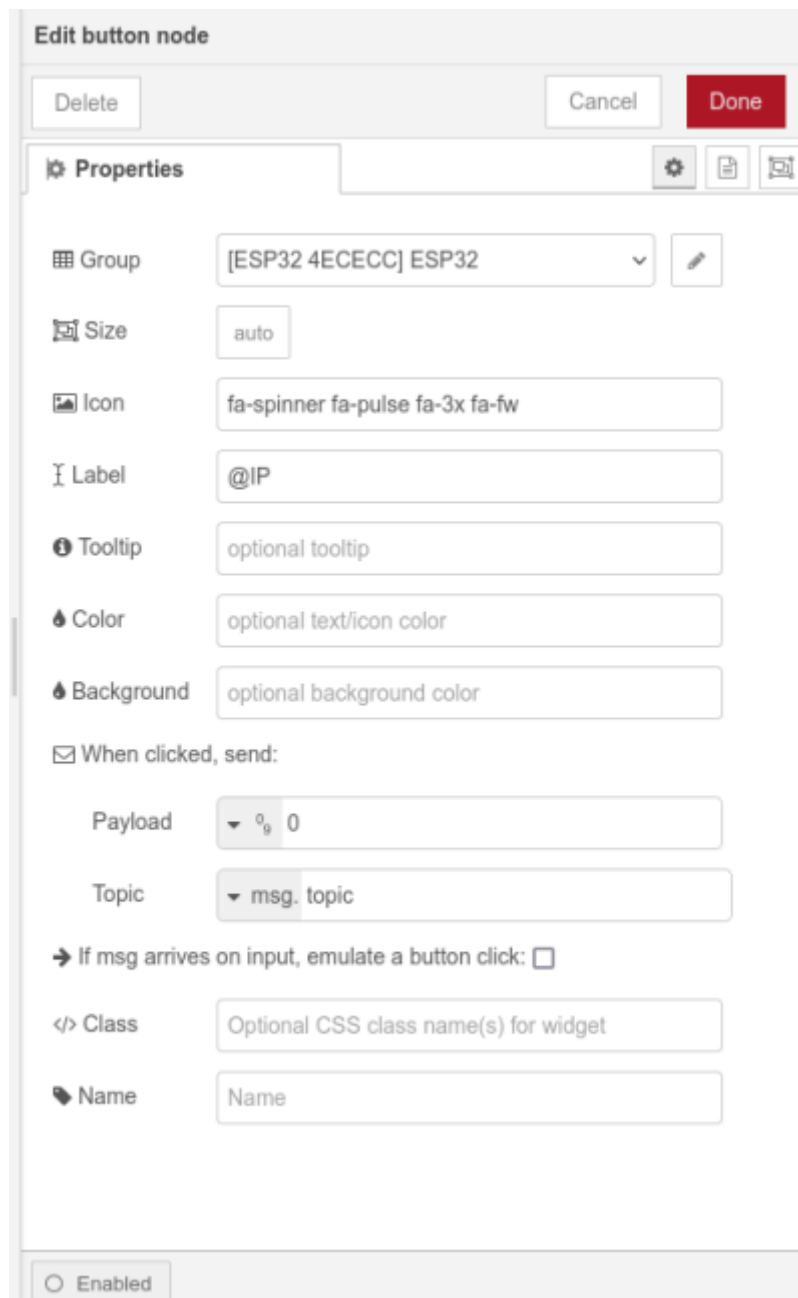 Edit button node
Delete Cancel Done
Properties
Group [ESP32 4ECECC] ESP32
Size auto
Icon fa-spinner fa-pulse fa-3x fa-fw
Label @IP
Tooltip optional tooltip
Color optional text/icon color
Background optional background color
When clicked, send:
Payload 0
Topic msg. topic
If msg arrives on input, emulate a button click:
</> Class Optional CSS class name(s) for widget
Name Name
Enabled